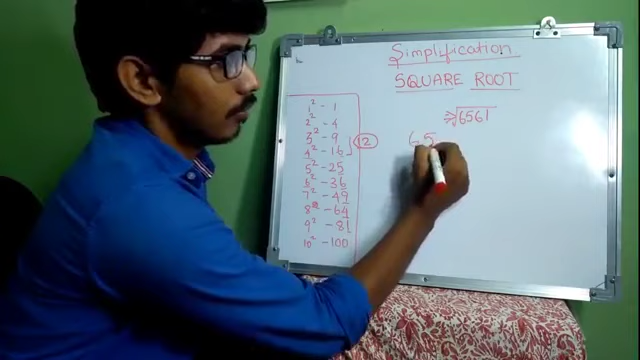 Simplification
SQUARE ROOT
1² - 1
2² - 4
3² - 9
4² - 16
5² - 25
6² - 36
7² - 49
8² - 64
9² - 81
10² - 100
2
⇒√6561
65